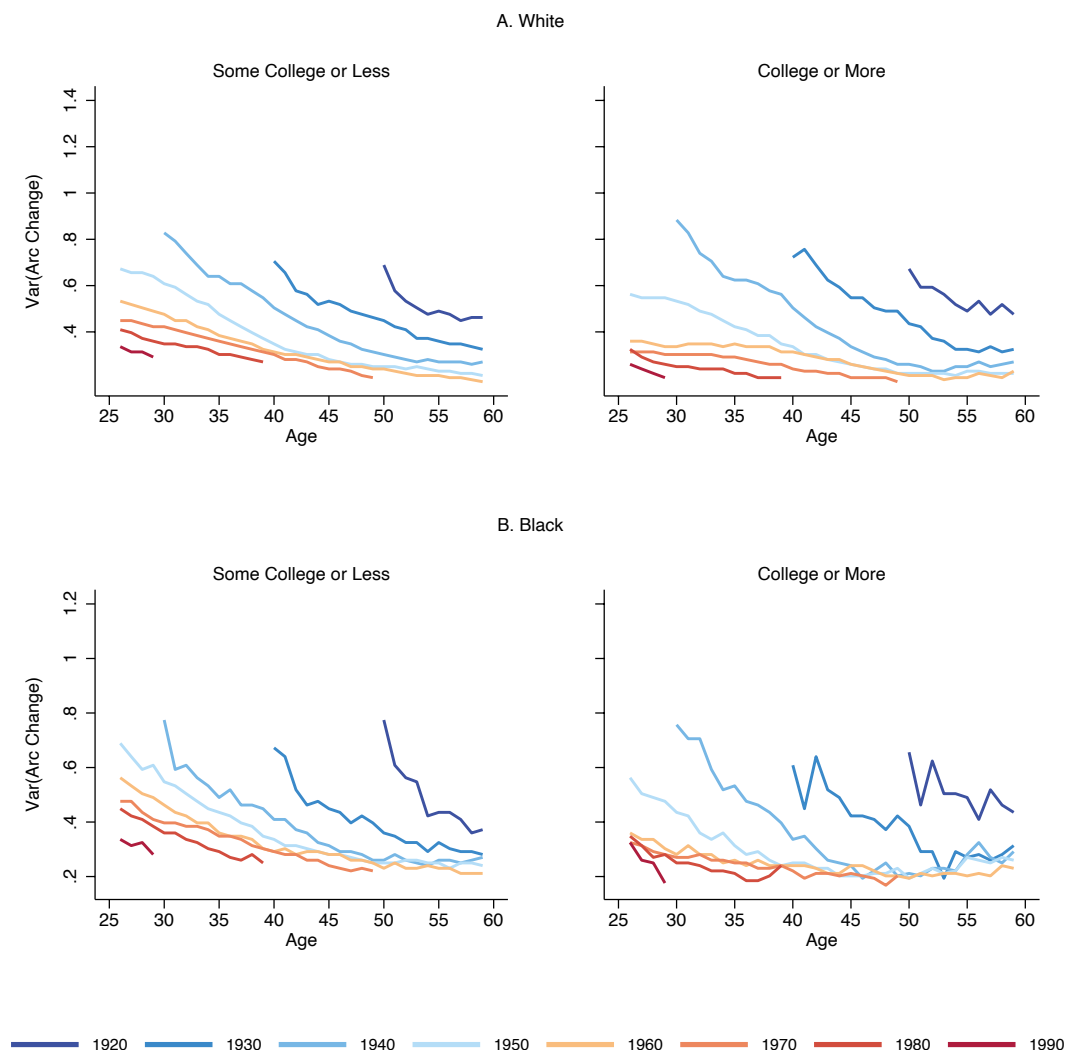 A. White
Some College or Less
College or More
Var(Arc Change)
1.4
1.2
1
.8
.6
.4
25 30 35 40 45 50 55 60
Age
25 30 35 40 45 50 55 60
Age
B. Black
Some College or Less
College or More
Var(Arc Change)
1.2
1
.8
.6
.4
.2
25 30 35 40 45 50 55 60
Age
25 30 35 40 45 50 55 60
Age
1920 1930 1940 1950 1960 1970 1980 1990